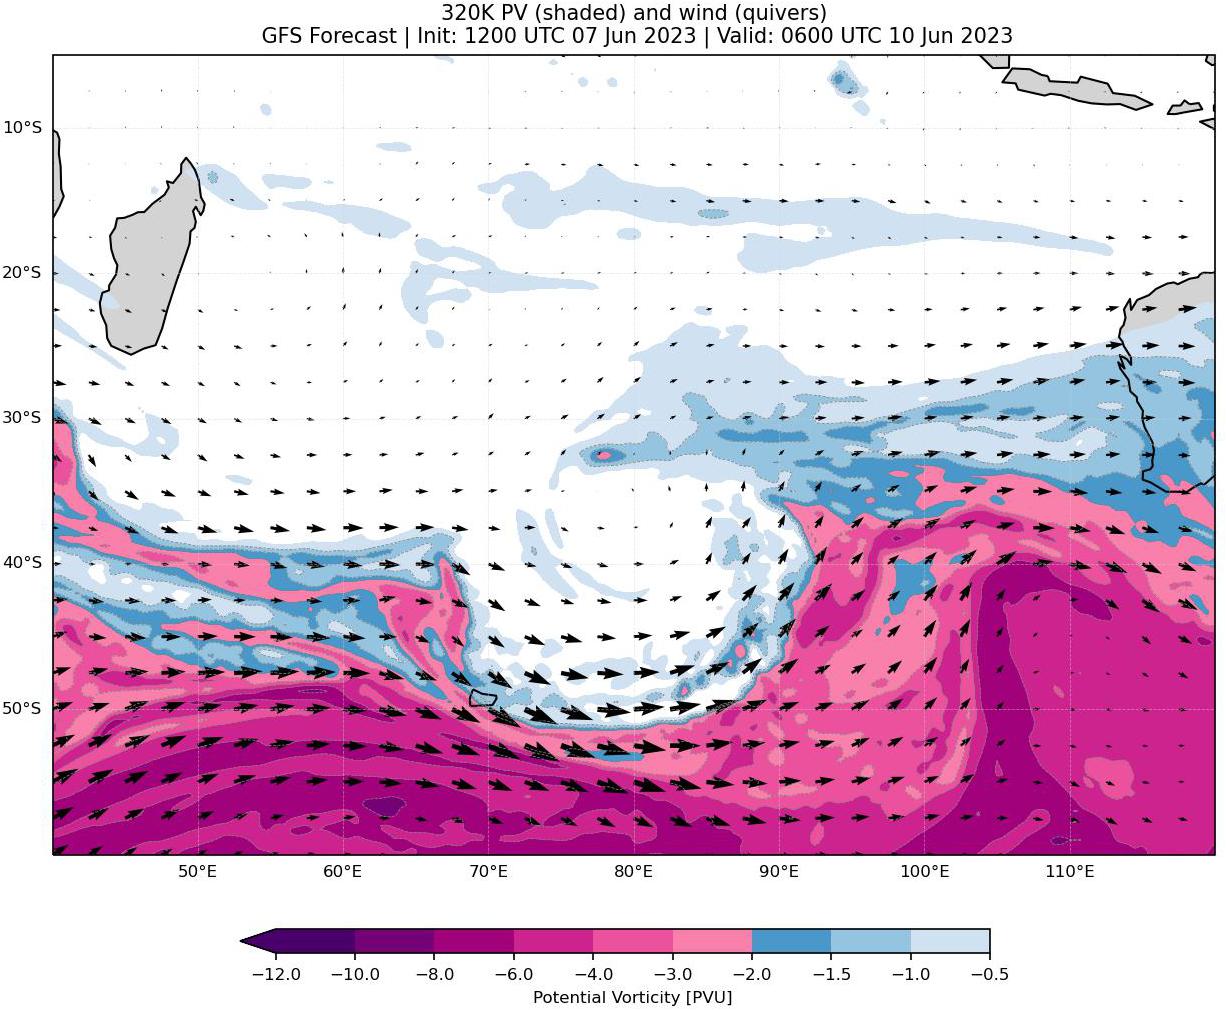 320K PV (shaded) and wind (quivers)
GFS Forecast | Init: 1200 UTC 07 Jun 2023 | Valid: 0600 UTC 10 Jun 2023
10°S
20°S
30°S
40°S
50°S
50°E 60°E 70°E 80°E 90°E 100°E 110°E
−12.0 −10.0 −8.0 −6.0 −4.0 −3.0 −2.0 −1.5 −1.0 −0.5
Potential Vorticity [PVU]